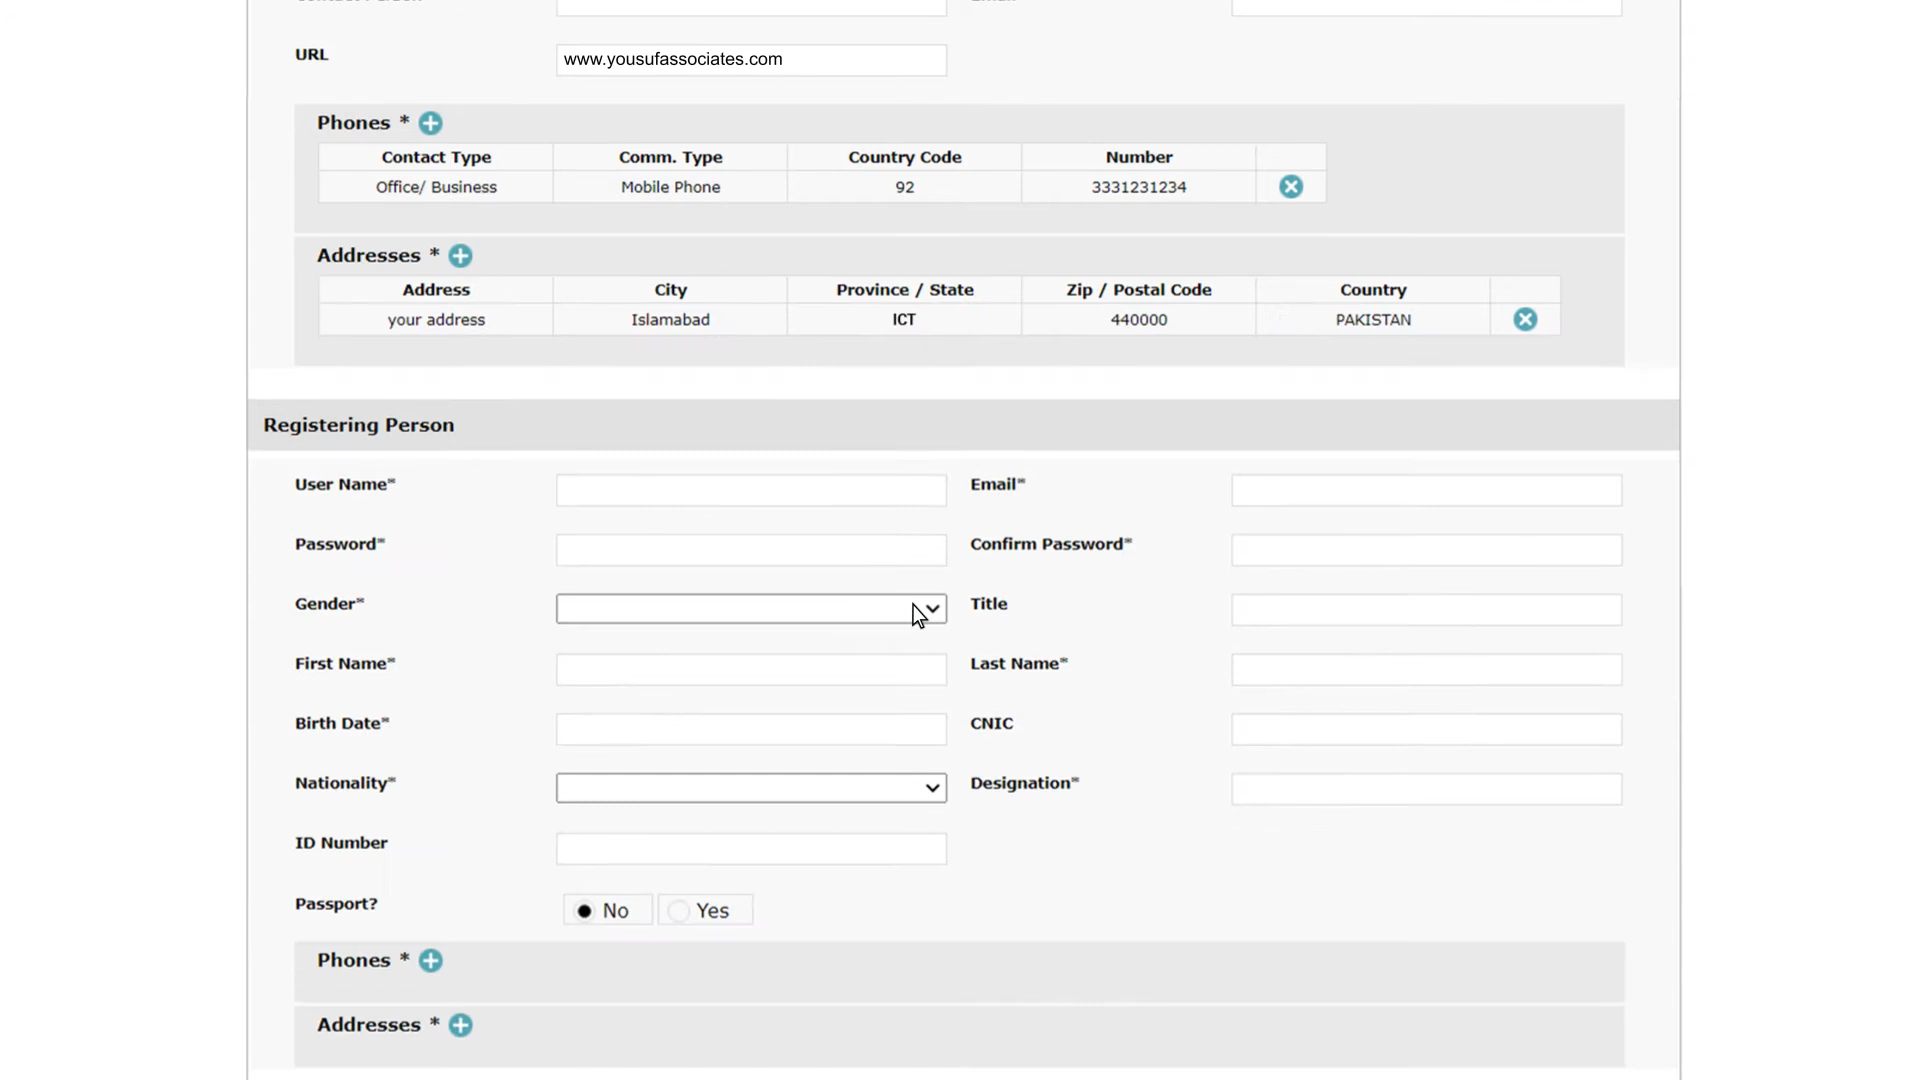 URL
www.yousufassociates.com
Phones *
Contact Type Comm. Type Country Code Number
Office/ Business Mobile Phone 92 3331231234
Addresses *
Address City Province / State Zip / Postal Code Country
your address Islamabad ICT 440000 PAKISTAN
Registering Person
User Name* Email*
Password* Confirm Password*
Gender* Title
First Name* Last Name*
Birth Date* CNIC
Nationality* Designation*
ID Number
Passport? No Yes
Phones *
Addresses *